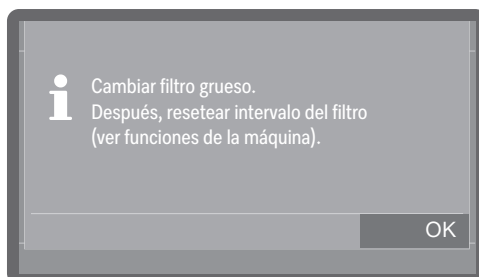 Cambiar filtro grueso.
Después, resetear intervalo del filtro
(ver funciones de la máquina).
OK